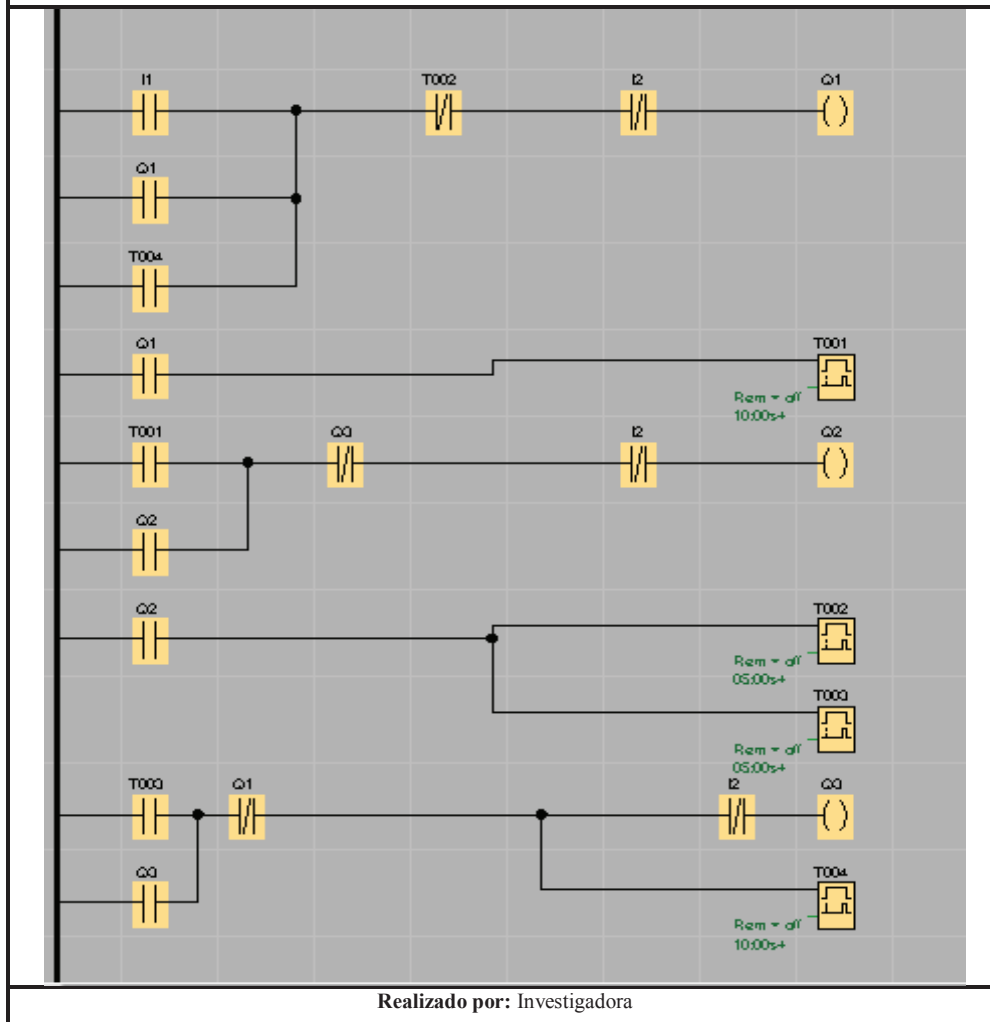 I1 T002 I2 Q1
Q1
T004
Q1 T001
Rem = off
10:00s+
T001 Q3 I2 Q2
Q2
Q2 T002
Rem = off
05:00s+
T003
Rem = off
05:00s+
T003 Q1 I2 Q3
Q3 T004
Rem = off
10:00s+
Realizado por: Investigadora